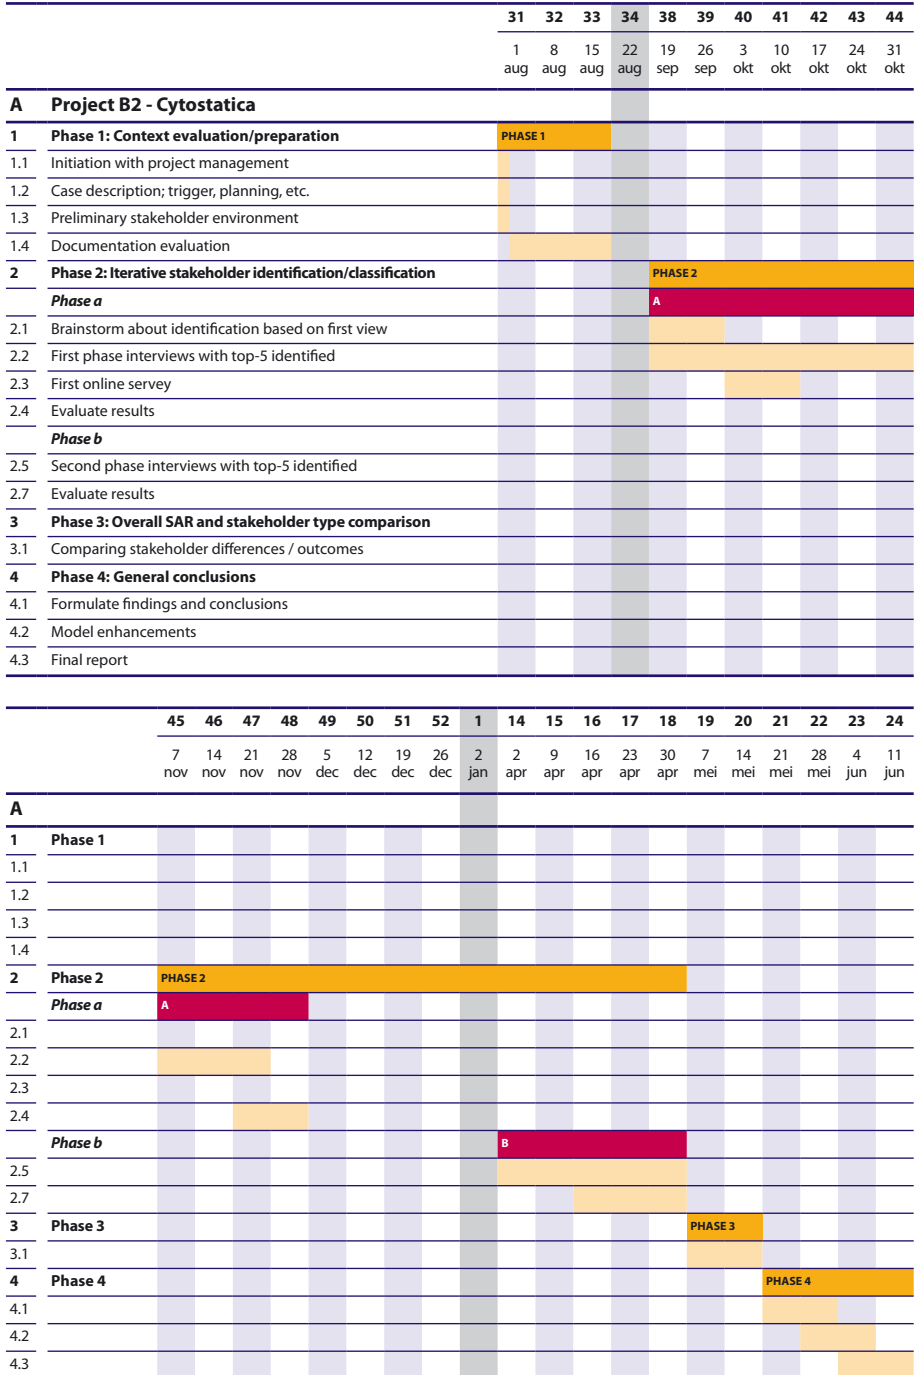 31 32 33 34 38 39 40 41 42 43 44
1 8 15 22 19 26 3 10 17 24 31
aug aug aug aug sep sep okt okt okt okt okt
A Project B2 - Cytostatica
1 Phase 1: Context evaluation/preparation PHASE 1
1.1 Initiation with project management
1.2 Case description; trigger, planning, etc.
1.3 Preliminary stakeholder environment
1.4 Documentation evaluation
2 Phase 2: Iterative stakeholder identification/classification PHASE 2
Phase a A
2.1 Brainstorm about identification based on first view
2.2 First phase interviews with top-5 identified
2.3 First online servey
2.4 Evaluate results
Phase b
2.5 Second phase interviews with top-5 identified
2.7 Evaluate results
3 Phase 3: Overall SAR and stakeholder type comparison
3.1 Comparing stakeholder differences / outcomes
4 Phase 4: General conclusions
4.1 Formulate findings and conclusions
4.2 Model enhancements
4.3 Final report
45 46 47 48 49 50 51 52 1 14 15 16 17 18 19 20 21 22 23 24
7 14 21 28 5 12 19 26 2 2 9 16 23 30 7 14 21 28 4 11
nov nov nov nov dec dec dec dec jan apr apr apr apr apr mei mei mei mei jun jun
A
1 Phase 1
1.1
1.2
1.3
1.4
2 Phase 2 PHASE 2
Phase a A
2.1
2.2
2.3
2.4
Phase b B
2.5
2.7
3 Phase 3 PHASE 3
3.1
4 Phase 4 PHASE 4
4.1
4.2
4.3